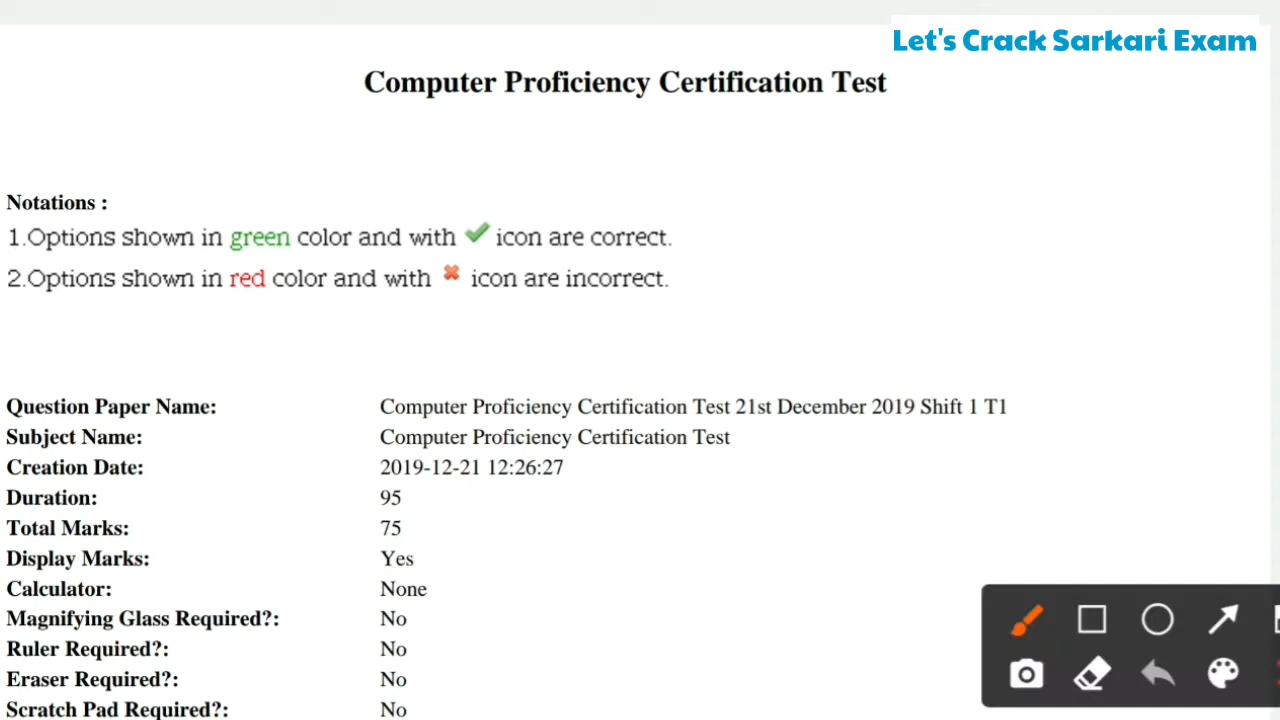 Let's Crack Sarkari Exam
Computer Proficiency Certification Test
Notations :
1.Options shown in green color and with icon are correct.
2.Options shown in red color and with icon are incorrect.
Question Paper Name: Computer Proficiency Certification Test 21st December 2019 Shift 1 T1
Subject Name: Computer Proficiency Certification Test
Creation Date: 2019-12-21 12:26:27
Duration: 95
Total Marks: 75
Display Marks: Yes
Calculator: None
Magnifying Glass Required?: No
Ruler Required?: No
Eraser Required?: No
Scratch Pad Required?: No